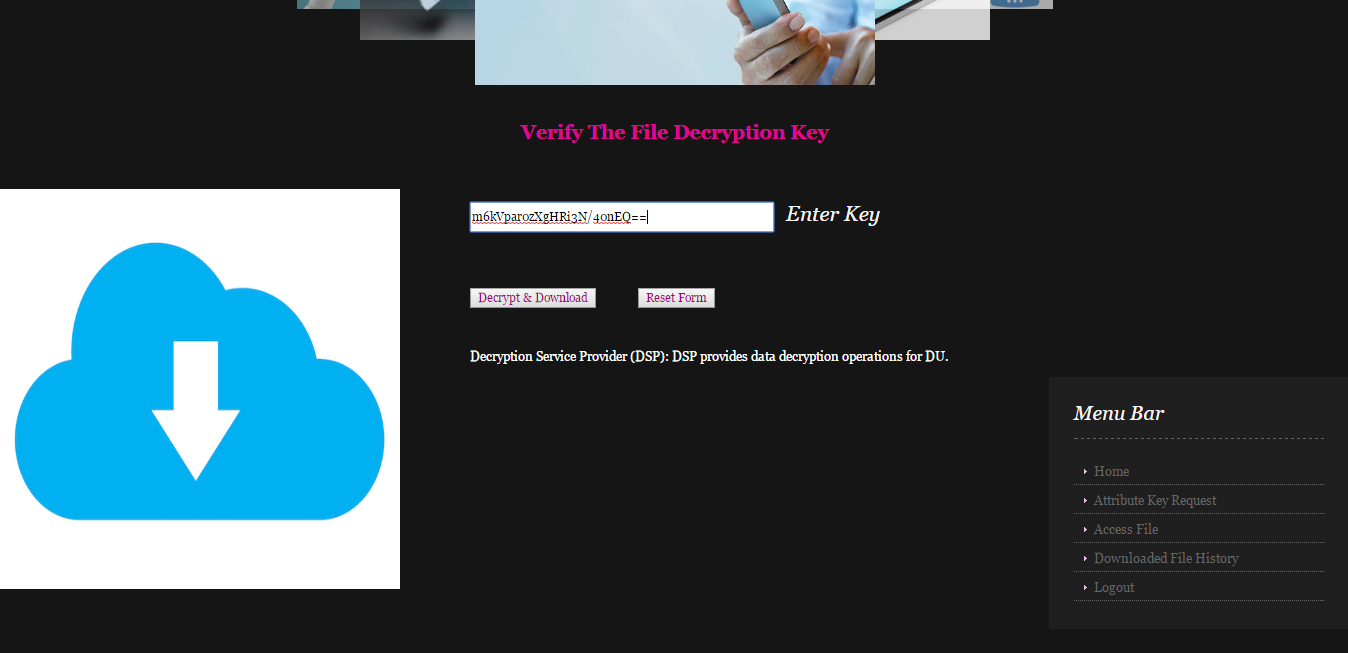 Verify The File Decryption Key
m6kVpar0zXgHRi3N/40nEQ==
Enter Key
Decrypt & Download
Reset Form
Decryption Service Provider (DSP): DSP provides data decryption operations for DU.
Menu Bar
Home
Attribute Key Request
Access File
Downloaded File History
Logout